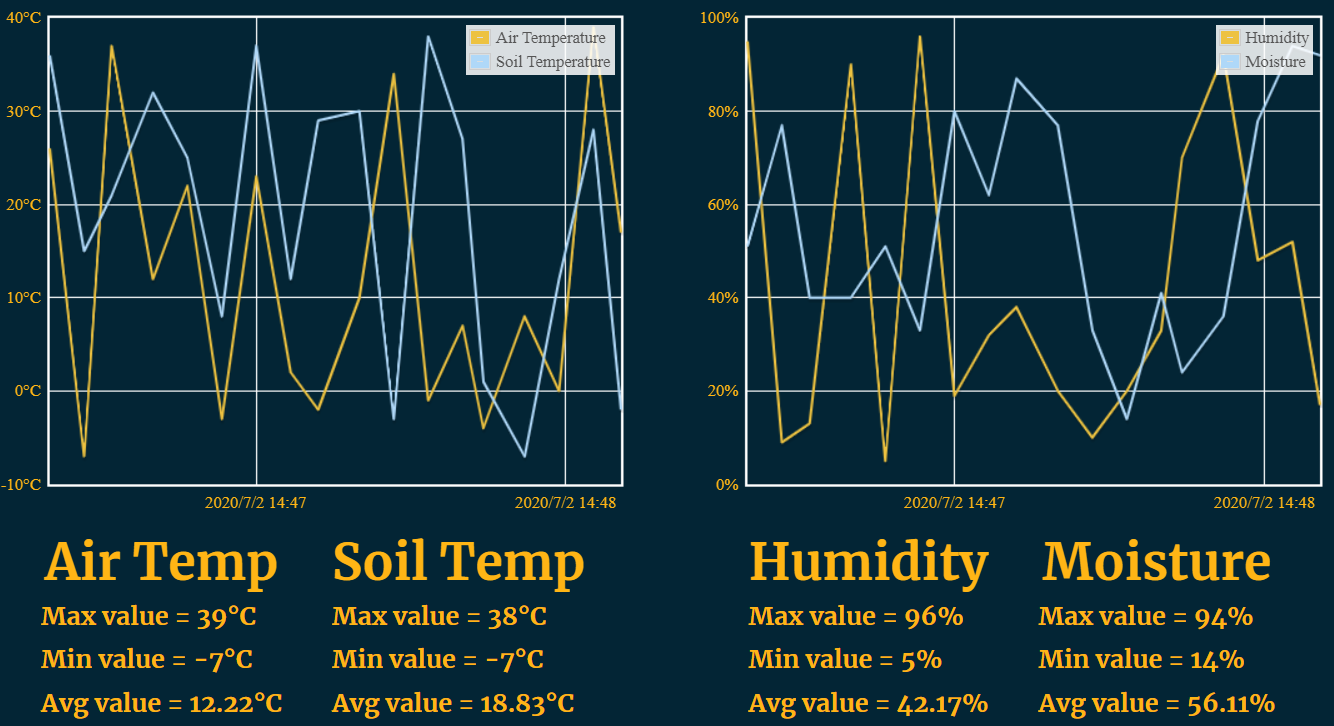 40°C
30°C
20°C
10°C
0°C
-10°C
Air Temperature
Soil Temperature
2020/7/2 14:47
2020/7/2 14:48
100%
80%
60%
40%
20%
0%
Humidity
Moisture
2020/7/2 14:47
2020/7/2 14:48
Air Temp
Max value = 39°C
Min value = -7°C
Avg value = 12.22°C
Soil Temp
Max value = 38°C
Min value = -7°C
Avg value = 18.83°C
Humidity
Max value = 96%
Min value = 5%
Avg value = 42.17%
Moisture
Max value = 94%
Min value = 14%
Avg value = 56.11%